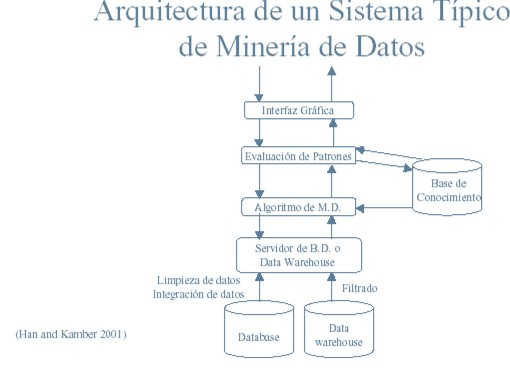 Arquitectura de un Sistema Típico
de Minería de Datos
Interfaz Gráfica
Evaluación de Patrones
Base de
Conocimiento
Algoritmo de M.D.
Servidor de B.D. o
Data Warehouse
Limpieza de datos
Integración de datos
Filtrado
(Han and Kamber 2001)
Database
Data
warehouse